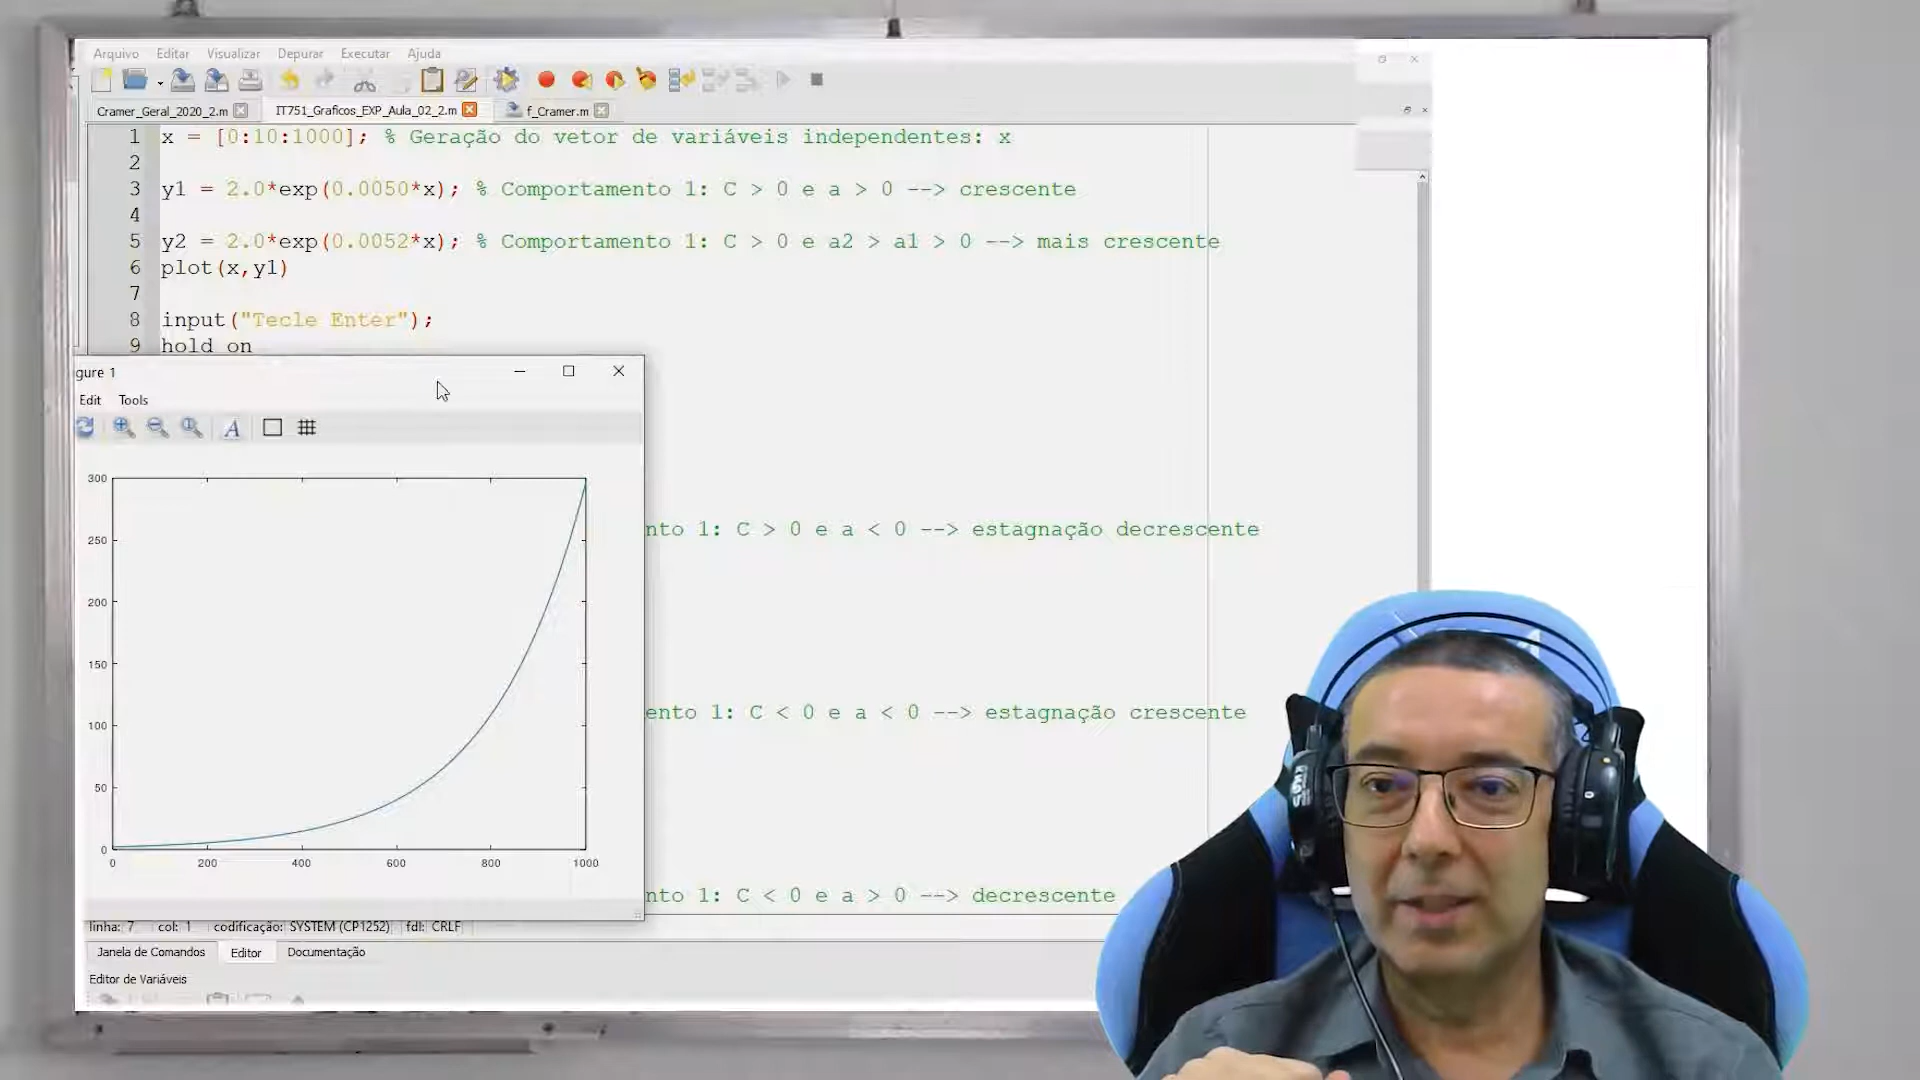 Arquivo Editar Visualizar Depurar Executar Ajuda
Cramer_Geral_2020_2.m IT751_Graficos_EXP_Aula_02_2.m f_Cramer.m
1 x = [0:10:1000]; % Geração do vetor de variáveis independentes: x
2
3 y1 = 2.0*exp(0.0050*x); % Comportamento 1: C > 0 e a > 0 --> crescente
4
5 y2 = 2.0*exp(0.0052*x); % Comportamento 1: C > 0 e a2 > a1 > 0 --> mais crescente
6 plot(x,y1)
7
8 input("Tecle Enter");
9 hold on
gure 1
Edit Tools
A
300
250
200
150
100
50
0
0 200 400 600 800 1000
nto 1: C > 0 e a < 0 --> estagnação decrescente
ento 1: C < 0 e a < 0 --> estagnação crescente
nto 1: C < 0 e a > 0 --> decrescente
linha: 7 col: 1 codificação: SYSTEM (CP1252) fdl: CRLF
Janela de Comandos Editor Documentação
Editor de Variáveis